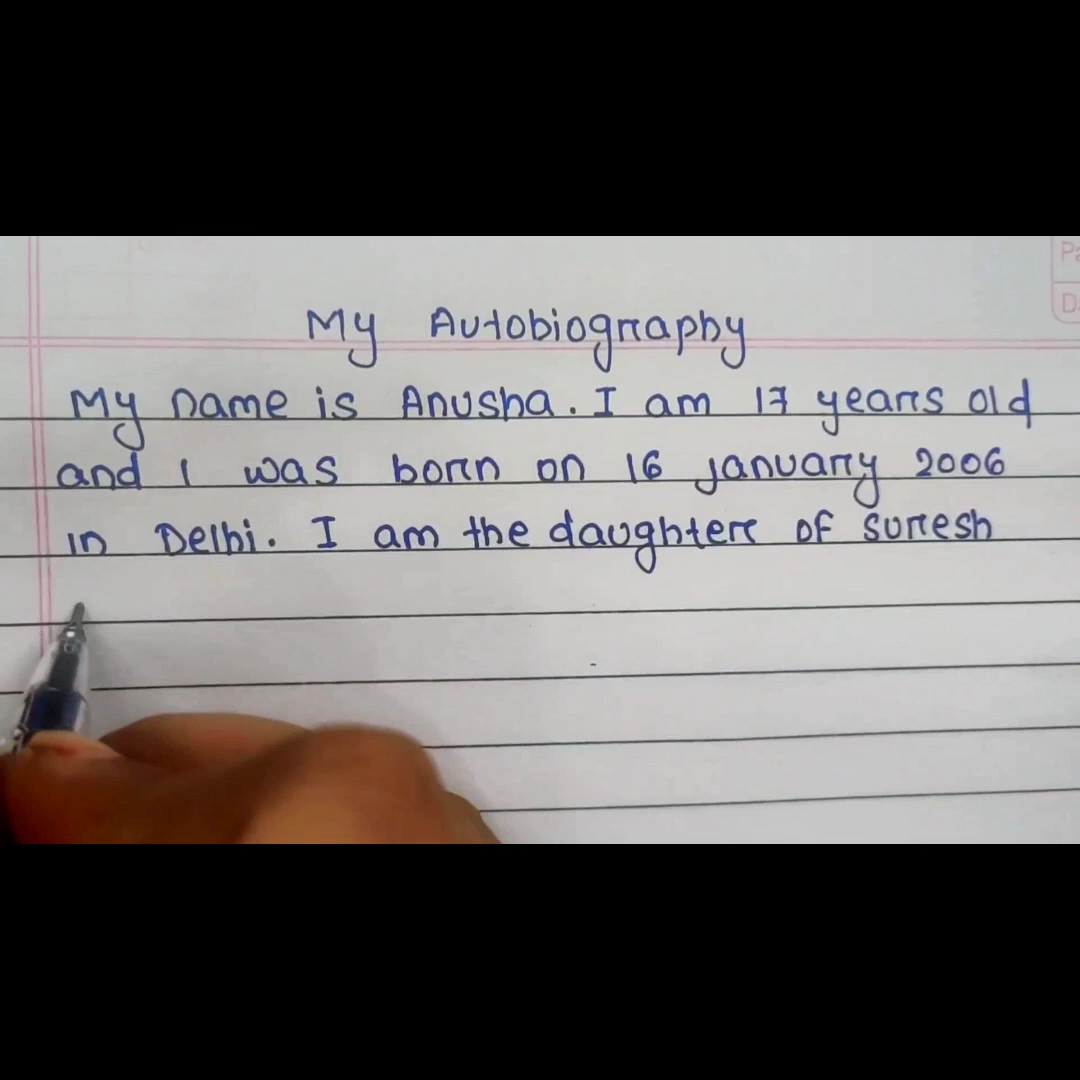 My Autobiography
My name is Anusha. I am 17 years old
and I was born on 16 january 2006
in Delhi. I am the daughter of suresh